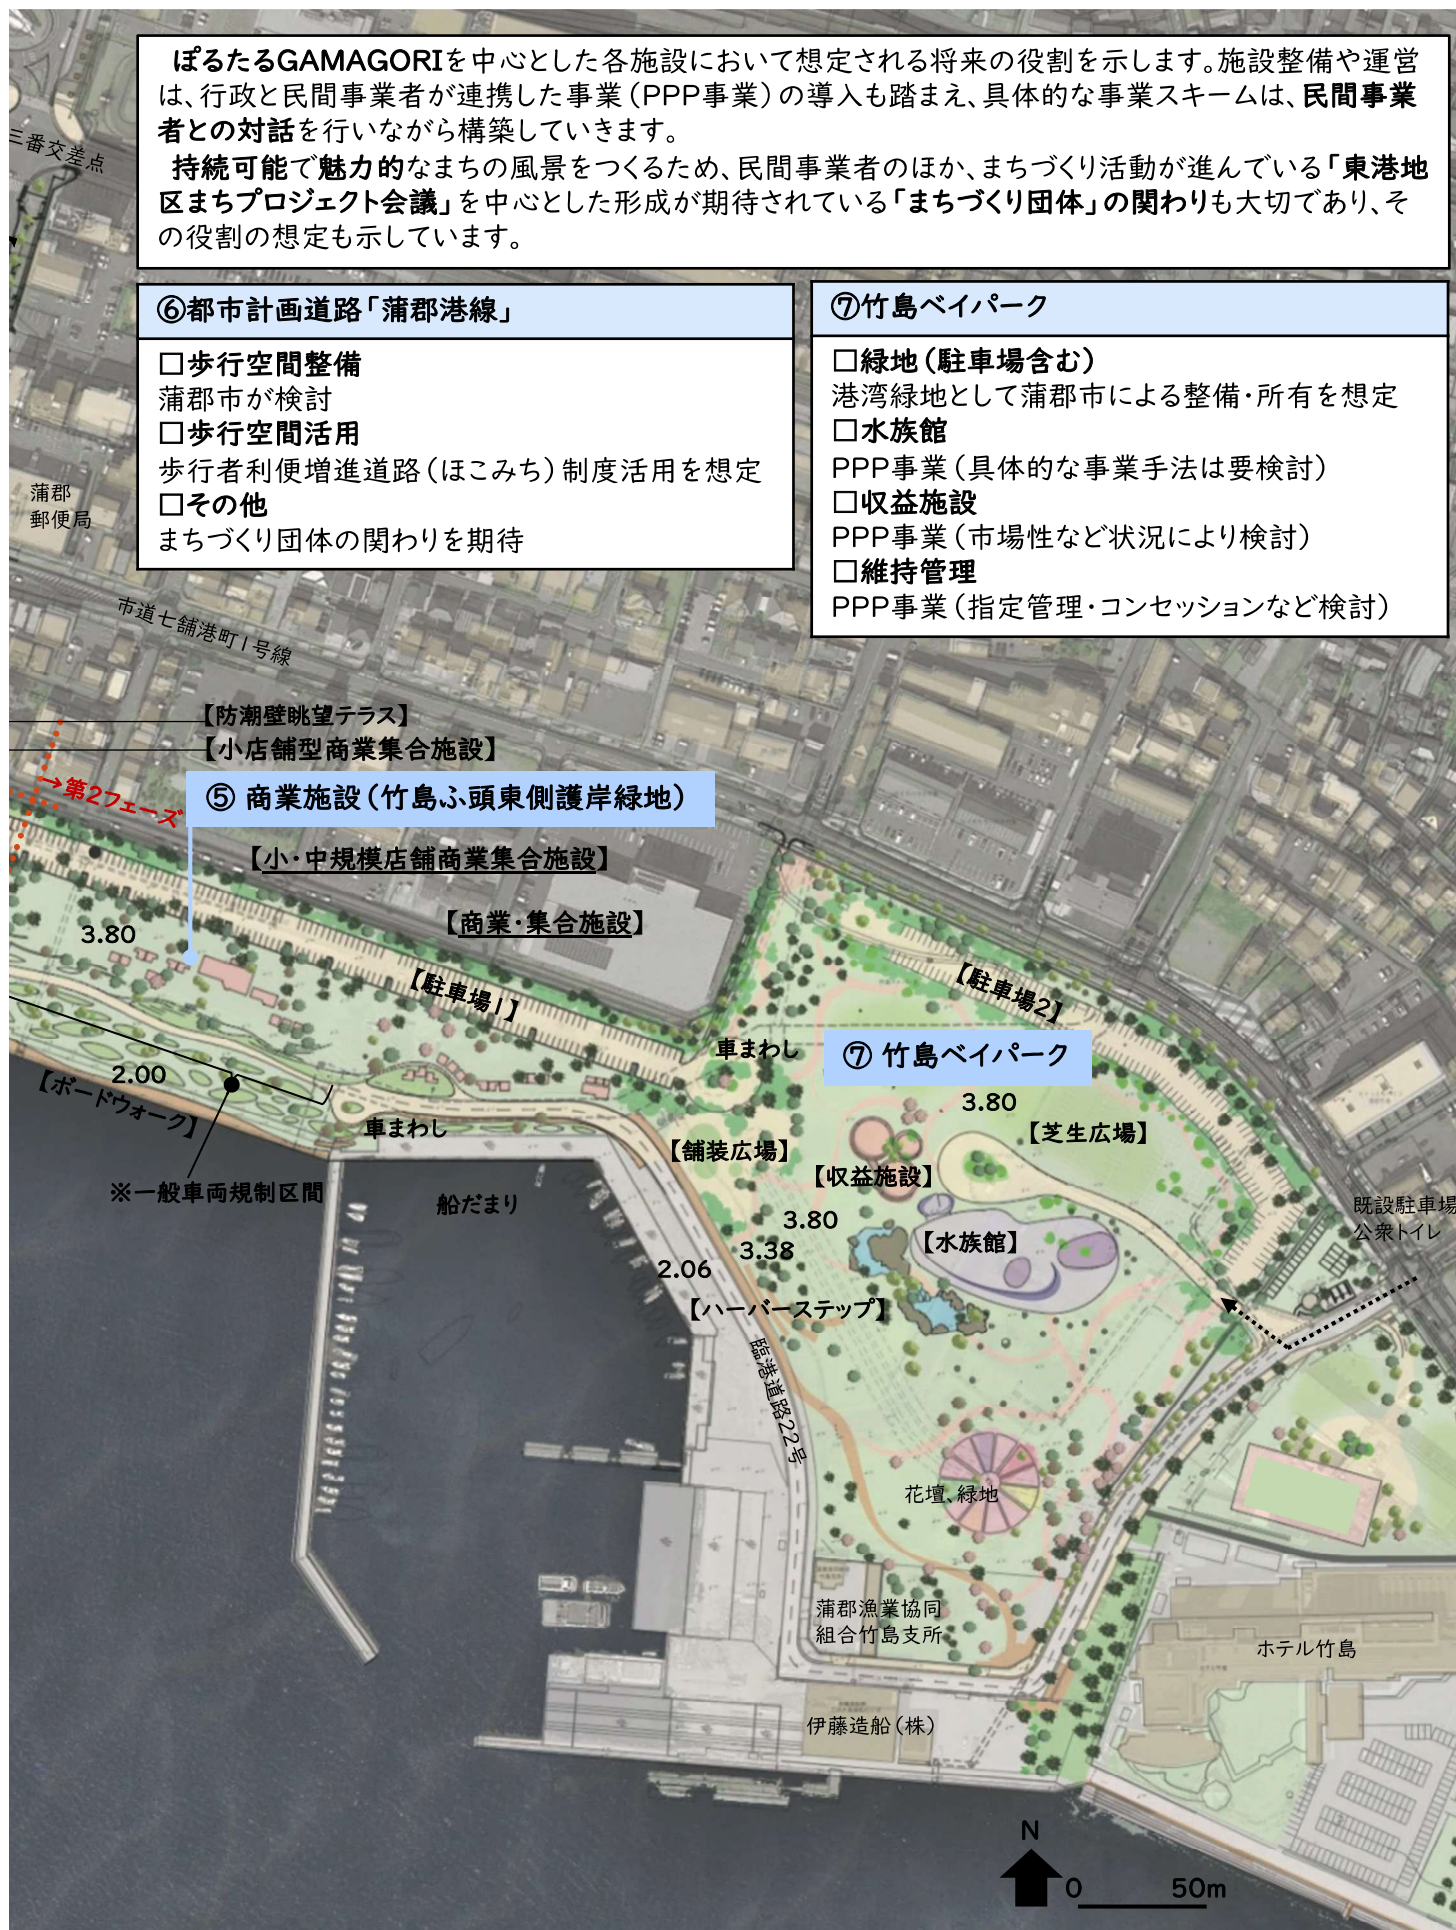 ぽるたるGAMAGORIを中心とした各施設において想定される将来の役割を示します。施設整備や運営
は、行政と民間事業者が連携した事業（PPP事業）の導入も踏まえ、具体的な事業スキームは、民間事業
者との対話を行いながら構築していきます。
持続可能で魅力的なまちの風景をつくるため、民間事業者のほか、まちづくり活動が進んでいる「東港地
区まちプロジェクト会議」を中心とした形成が期待されている「まちづくり団体」の関わりも大切であり、そ
の役割の想定も示しています。
三番交差点
⑥都市計画道路「蒲郡港線」
□歩行空間整備
蒲郡市が検討
□歩行空間活用
歩行者利便増進道路（ほこみち）制度活用を想定
□その他
まちづくり団体の関わりを期待
⑦竹島ベイパーク
□緑地（駐車場含む）
港湾緑地として蒲郡市による整備・所有を想定
□水族館
PPP事業（具体的な事業手法は要検討）
□収益施設
PPP事業（市場性など状況により検討）
□維持管理
PPP事業（指定管理・コンセッションなど検討）
蒲郡
郵便局
市道七舗港町1号線
【防潮壁眺望テラス】
【小店舗型商業集合施設】
→第2フェーズ
⑤ 商業施設（竹島ふ頭東側護岸緑地）
【小・中規模店舗商業集合施設】
【商業・集合施設】
3.80
【駐車場1】
【駐車場2】
車まわし
⑦ 竹島ベイパーク
2.00
【ボードウォーク】
3.80
車まわし
【舗装広場】
【芝生広場】
【収益施設】
※一般車両規制区間
船だまり
3.80
既設駐車場
公衆トイレ
3.38
【水族館】
2.06
【ハーバーステップ】
臨港道路22号
花壇、緑地
蒲郡漁業協同
組合竹島支所
ホテル竹島
伊藤造船（株）
N
0 50m